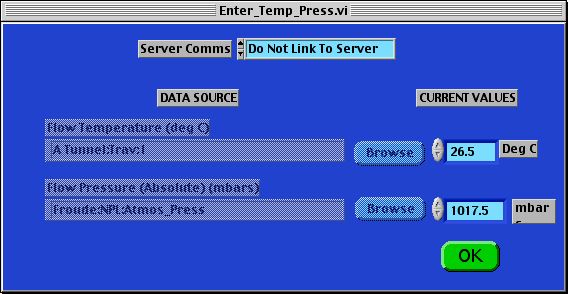 Enter_Temp_Press.vi
Server Comms Do Not Link To Server
DATA SOURCE CURRENT VALUES
Flow Temperature (deg C)
A Tunnel:Trav:1 Browse 26.5 Deg C
Flow Pressure (Absolute) (mbars)
Froude:NPL:Atmos_Press Browse 1017.5 mbar
OK